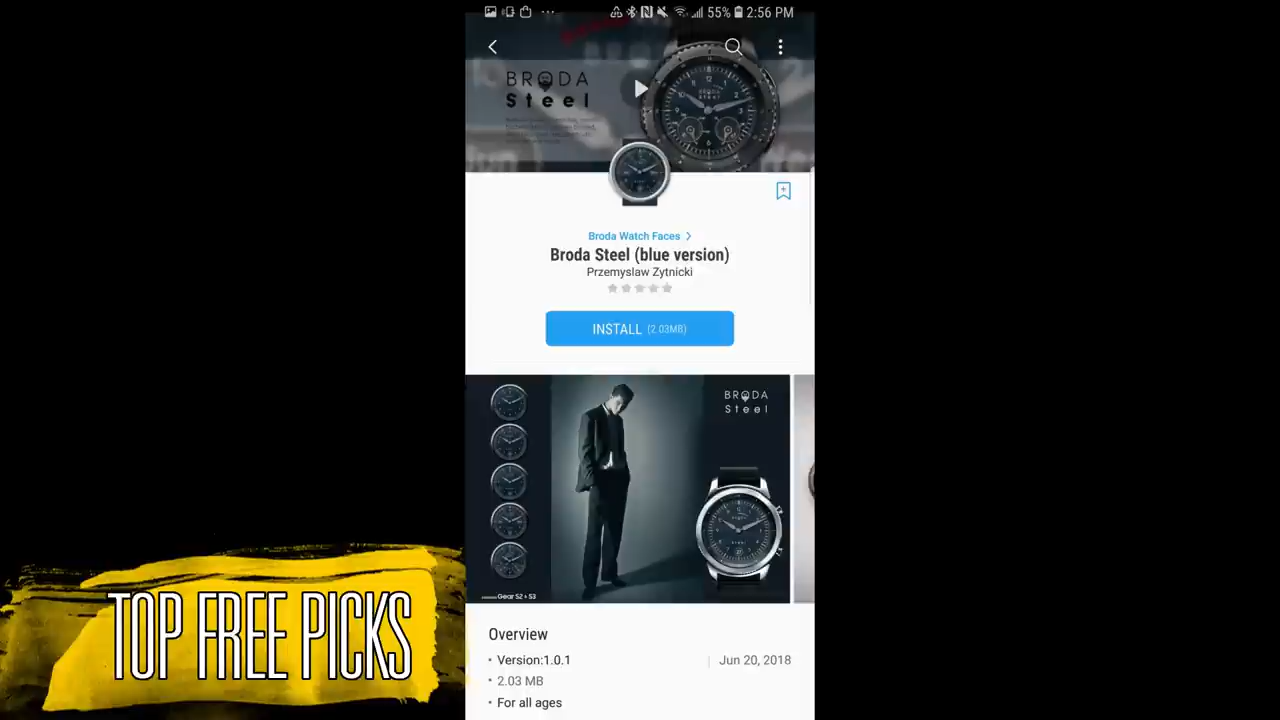 55% 2:56 PM
BRODA
Steel
Broda Watch Faces
Broda Steel (blue version)
Przemyslaw Zytnicki
INSTALL (2.03MB)
BRODA
Steel
Gear S2 + S3
Overview
• Version:1.0.1 Jun 20, 2018
• 2.03 MB
• For all ages
TOP FREE PICKS